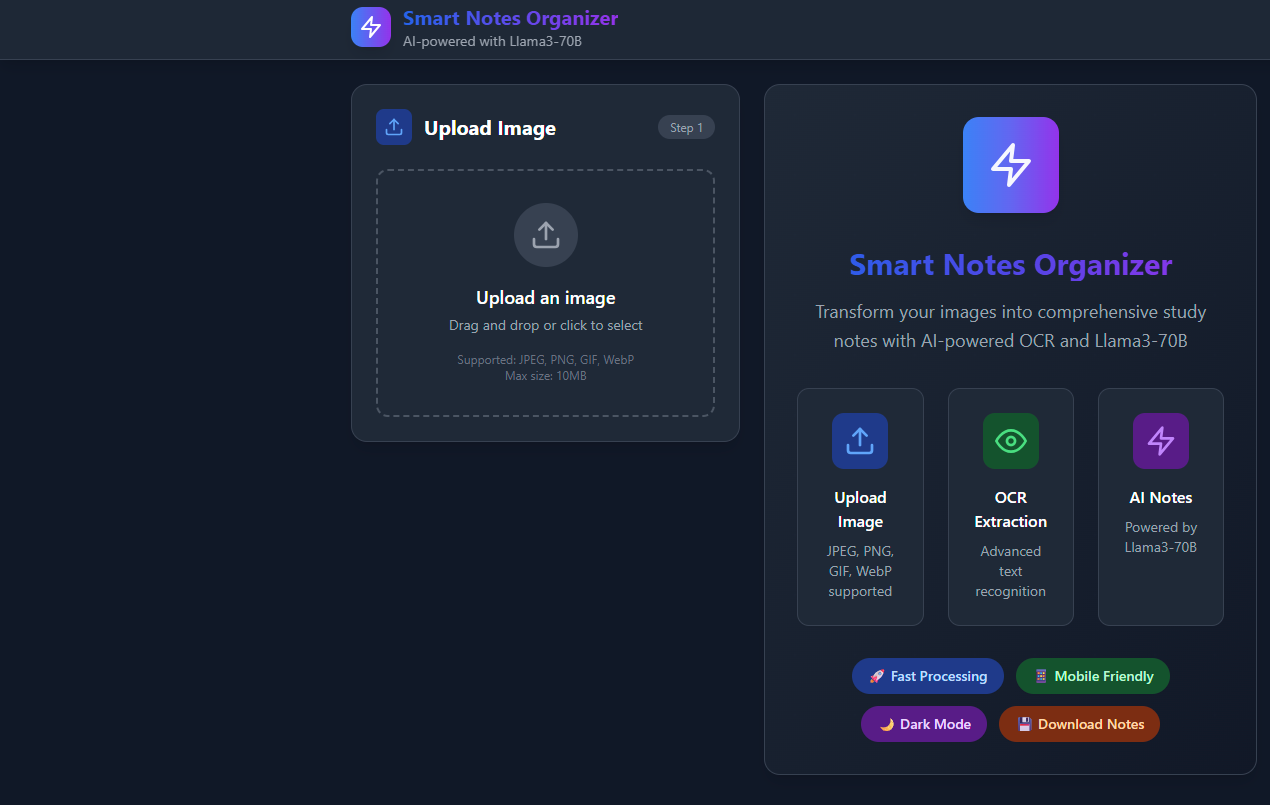 Smart Notes Organizer
AI-powered with Llama3-70B
Upload Image
Step 1
Upload an image
Drag and drop or click to select
Supported: JPEG, PNG, GIF, WebP
Max size: 10MB
Smart Notes Organizer
Transform your images into comprehensive study
notes with AI-powered OCR and Llama3-70B
Upload
Image
JPEG, PNG,
GIF, WebP
supported
OCR
Extraction
Advanced
text
recognition
AI Notes
Powered by
Llama3-70B
🚀 Fast Processing
📱 Mobile Friendly
🌙 Dark Mode
💾 Download Notes